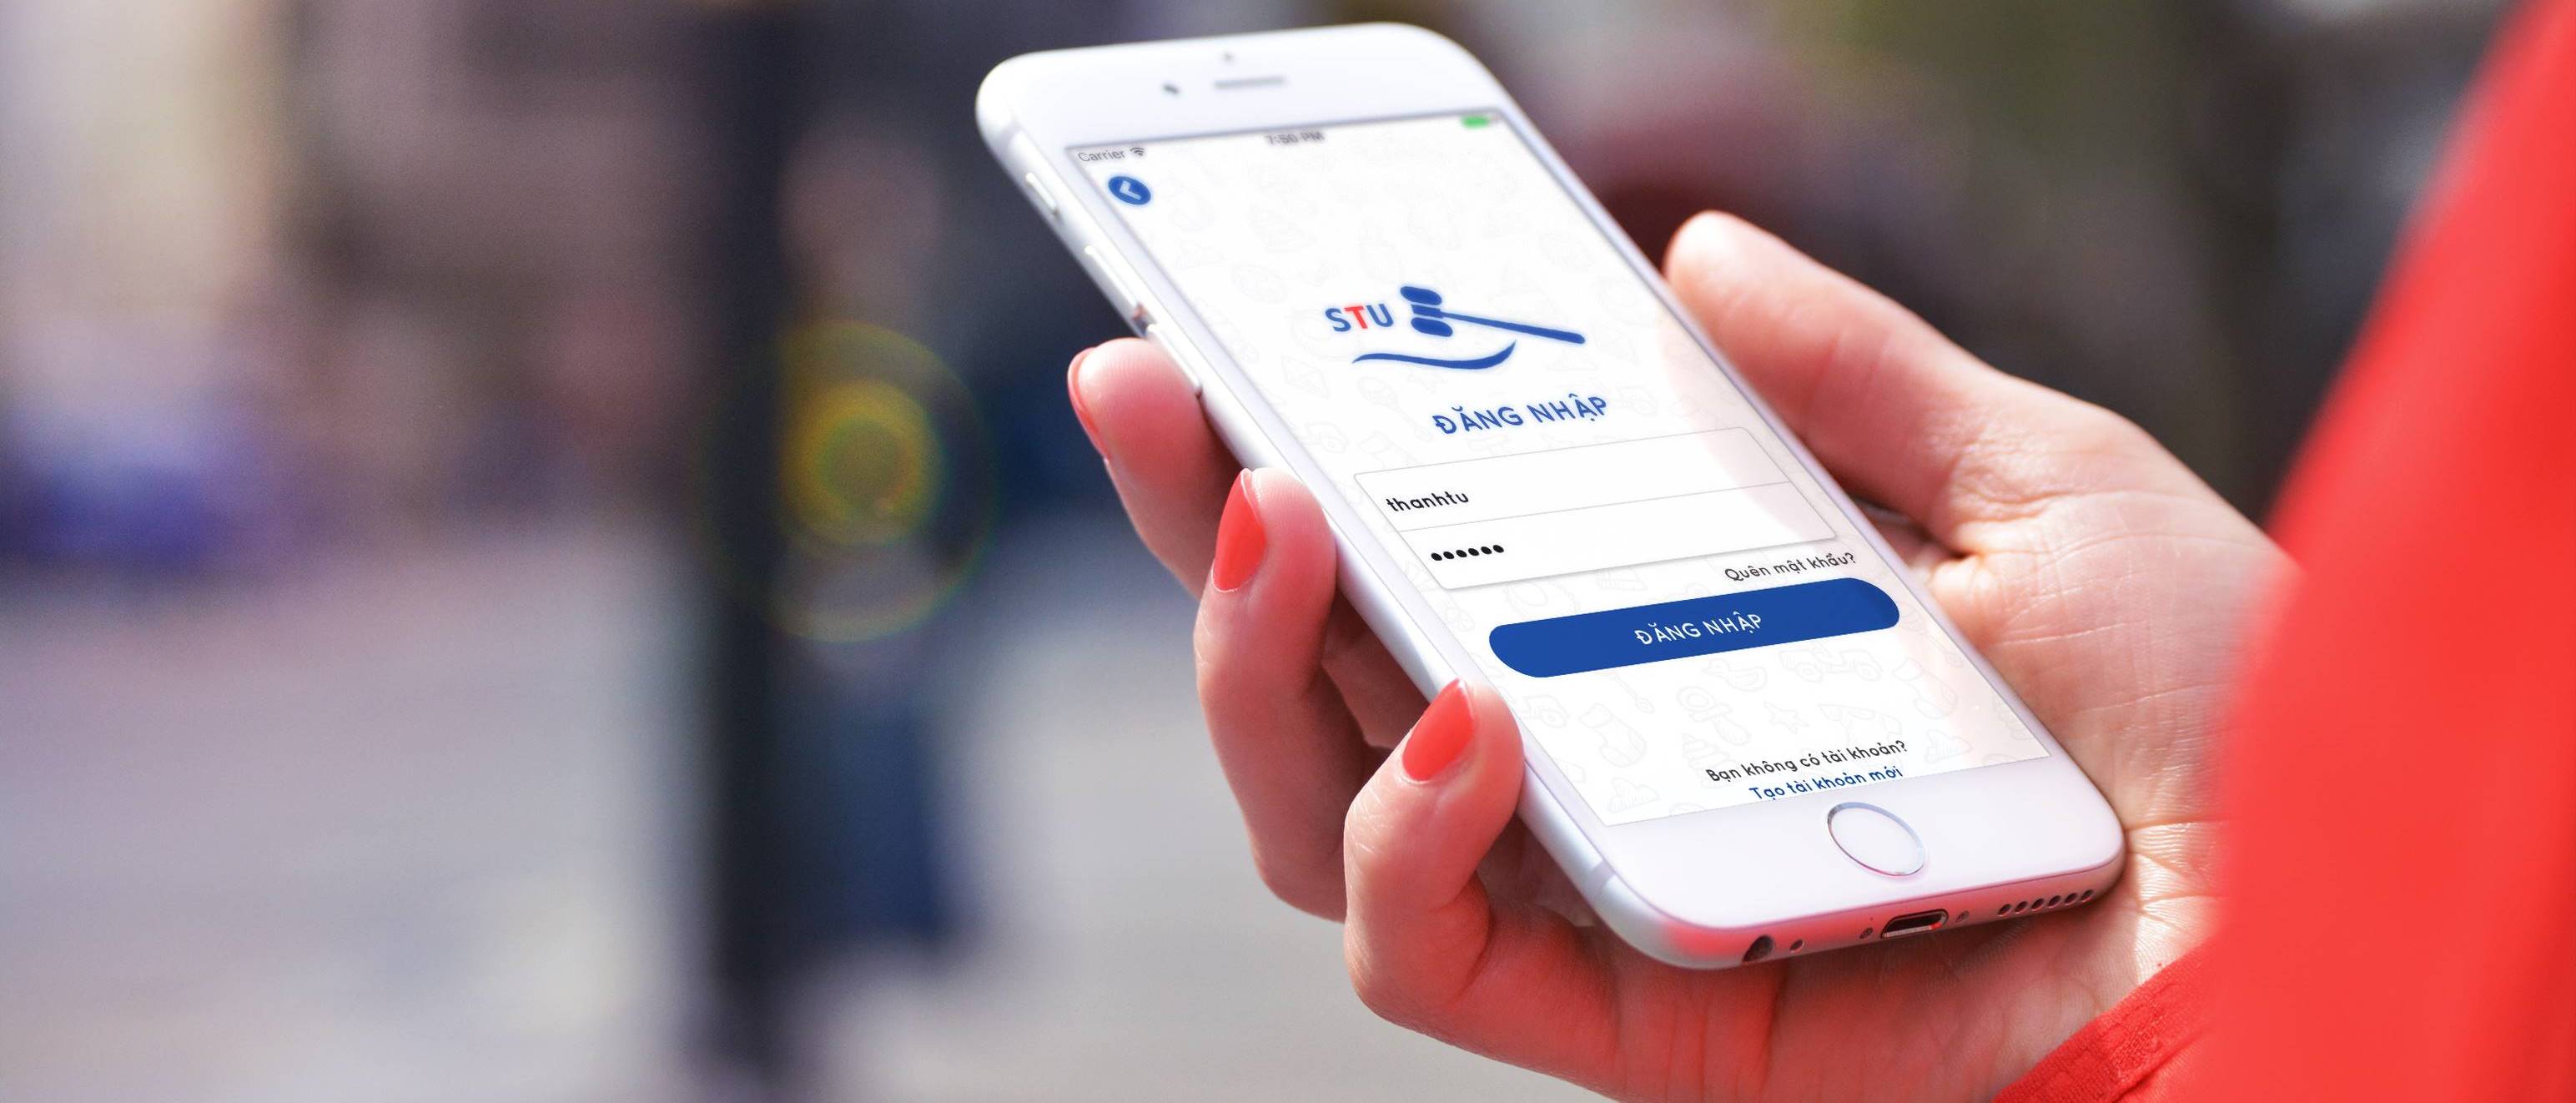 Carrier
7:50 PM
STU
ĐĂNG NHẬP
thanhtu
••••••
Quên mật khẩu?
ĐĂNG NHẬP
Bạn không có tài khoản?
Tạo tài khoản mới